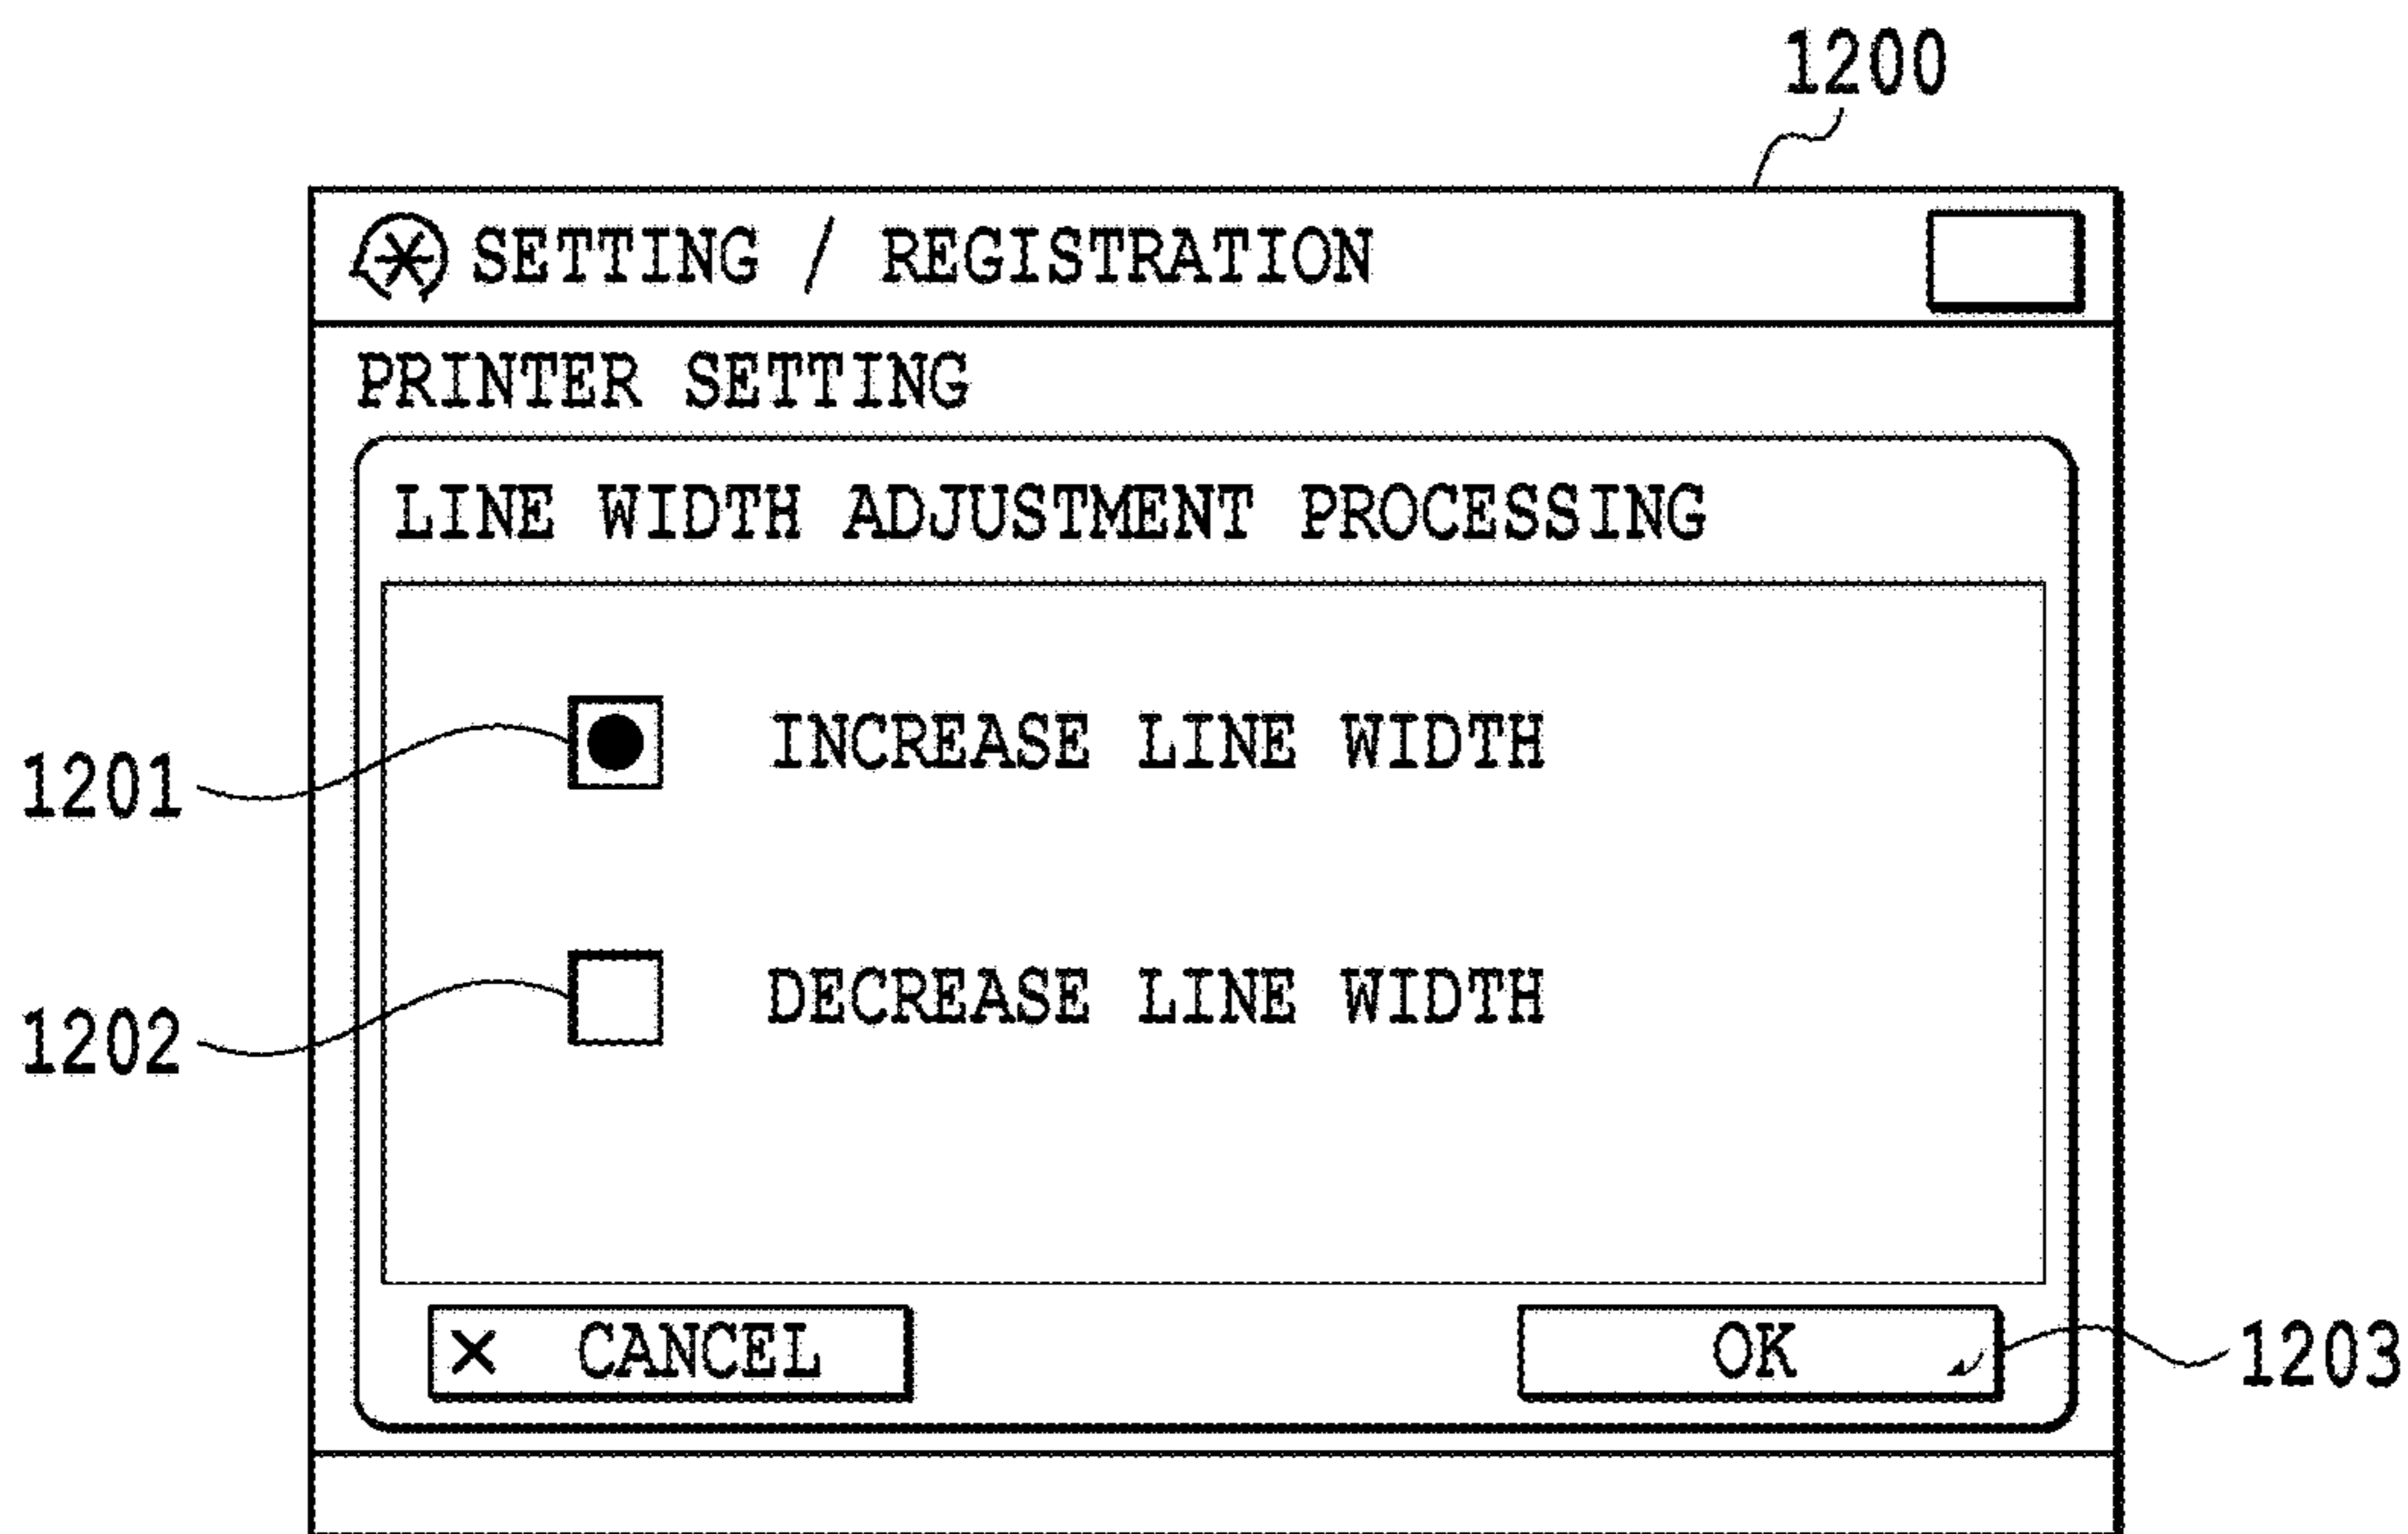 1200
SETTING / REGISTRATION
PRINTER SETTING
LINE WIDTH ADJUSTMENT PROCESSING
1201
INCREASE LINE WIDTH
1202
DECREASE LINE WIDTH
× CANCEL
OK
1203